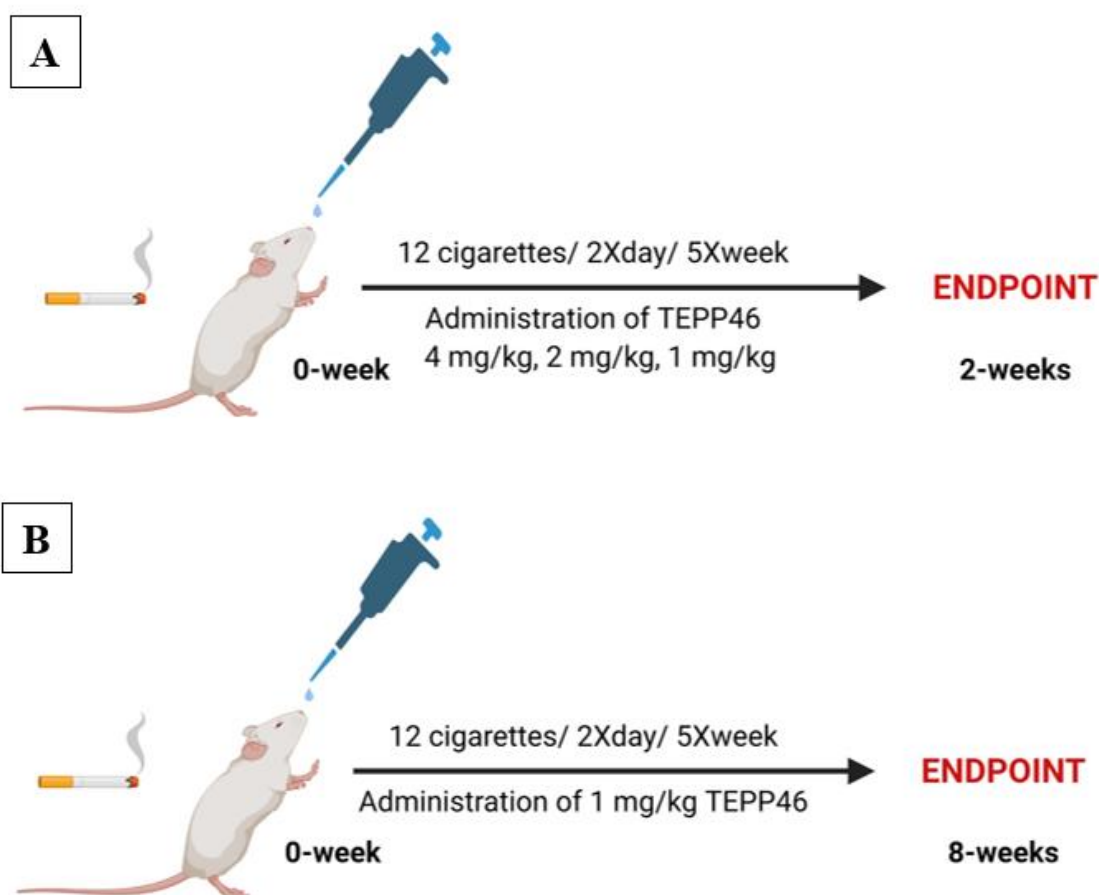 A
12 cigarettes/ 2Xday/ 5Xweek
ENDPOINT
Administration of TEPP46
4 mg/kg, 2 mg/kg, 1 mg/kg
0-week
2-weeks
B
12 cigarettes/ 2Xday/ 5Xweek
ENDPOINT
Administration of 1 mg/kg TEPP46
0-week
8-weeks